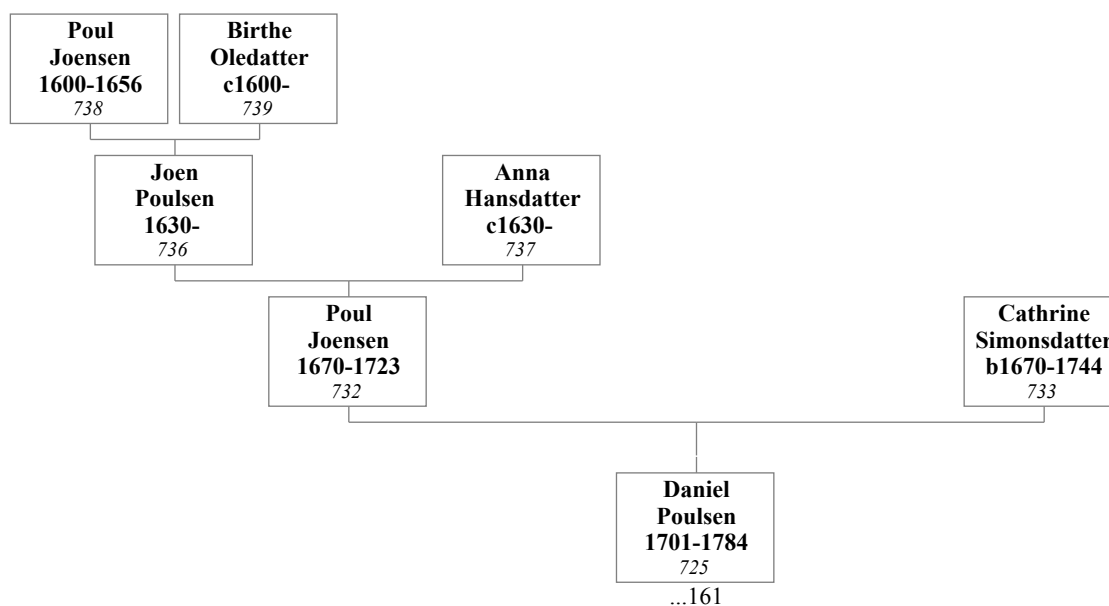 Poul
Joensen
1600-1656
738
Birthe
Oledatter
c1600-
739
Joen
Poulsen
1630-
736
Anna
Hansdatter
c1630-
737
Poul
Joensen
1670-1723
732
Cathrine
Simonsdatter
b1670-1744
733
Daniel
Poulsen
1701-1784
725
...161